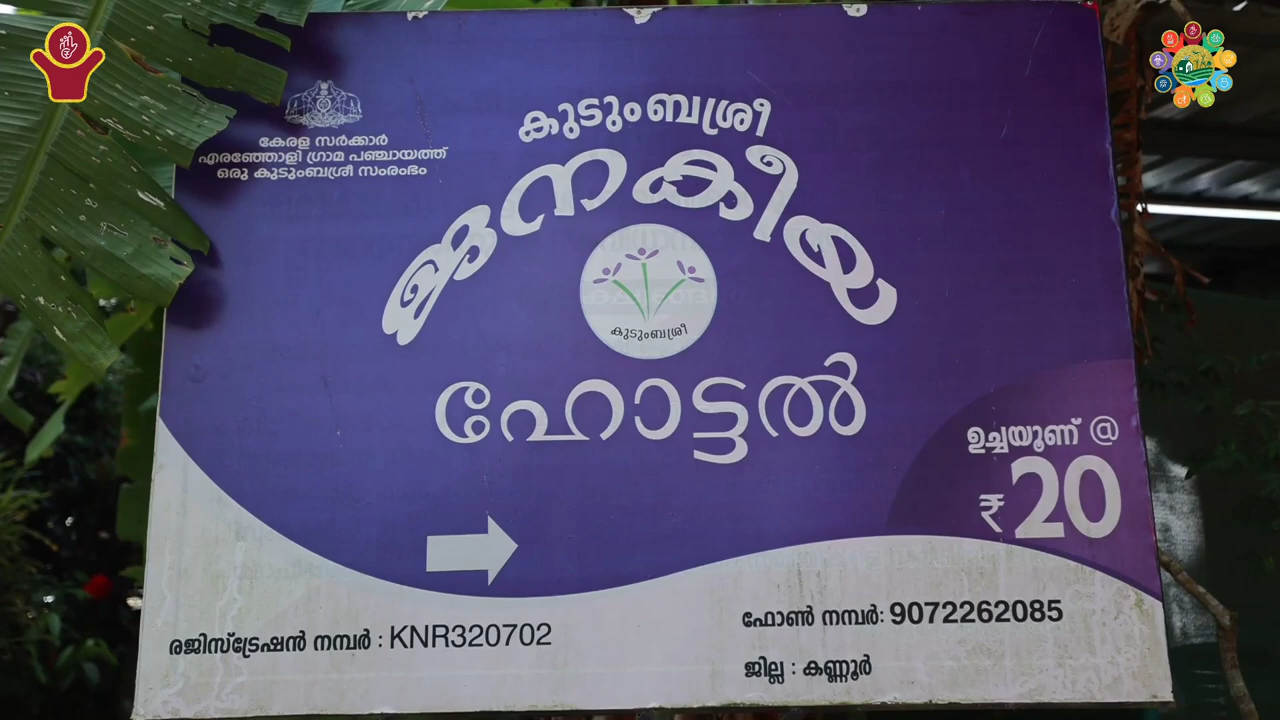 കേരള സർക്കാർ
എരഞ്ഞോളി ഗ്രാമ പഞ്ചായത്ത്
ഒരു കുടുംബശ്രീ സംരംഭം
കുടുംബശ്രീ
ജനകീയ
കുടുംബശ്രീ
ഹോട്ടൽ
ഉച്ചയൂണ് @
₹20
രജിസ്ട്രേഷൻ നമ്പർ : KNR320702
ഫോൺ നമ്പർ: 9072262085
ജില്ല : കണ്ണൂർ